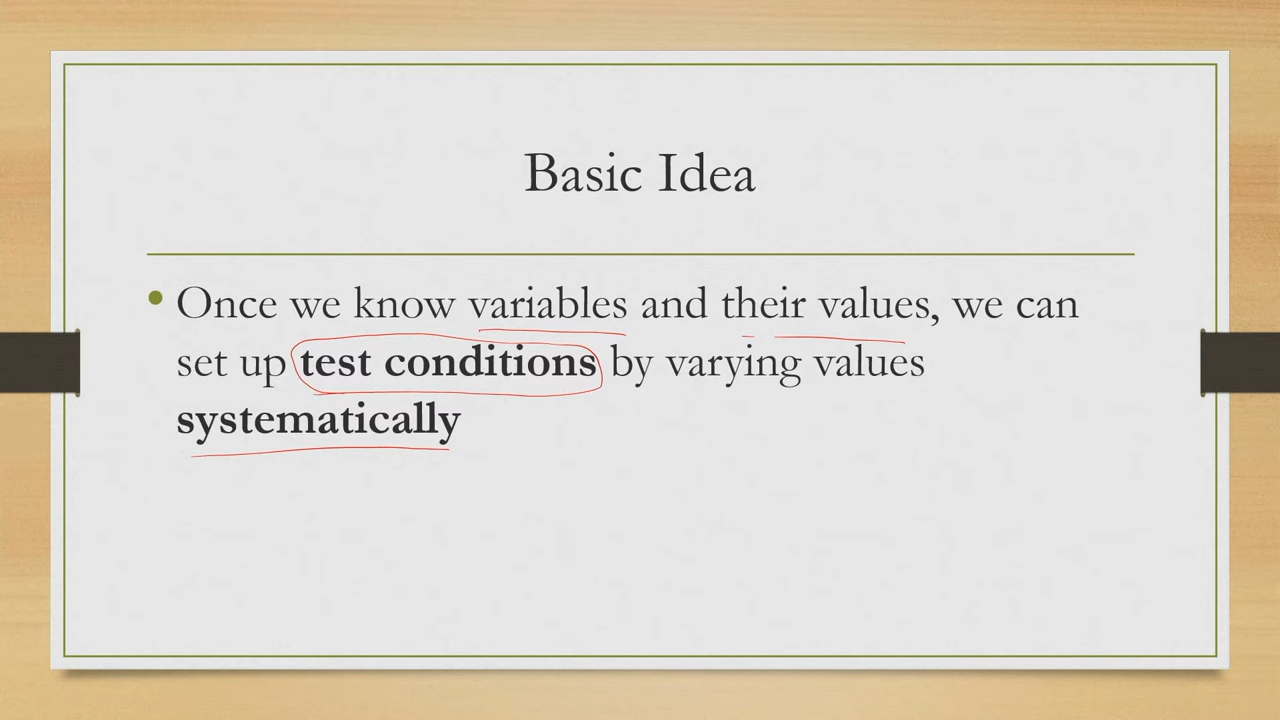 Basic Idea
• Once we know variables and their values, we can
set up test conditions by varying values
systematically